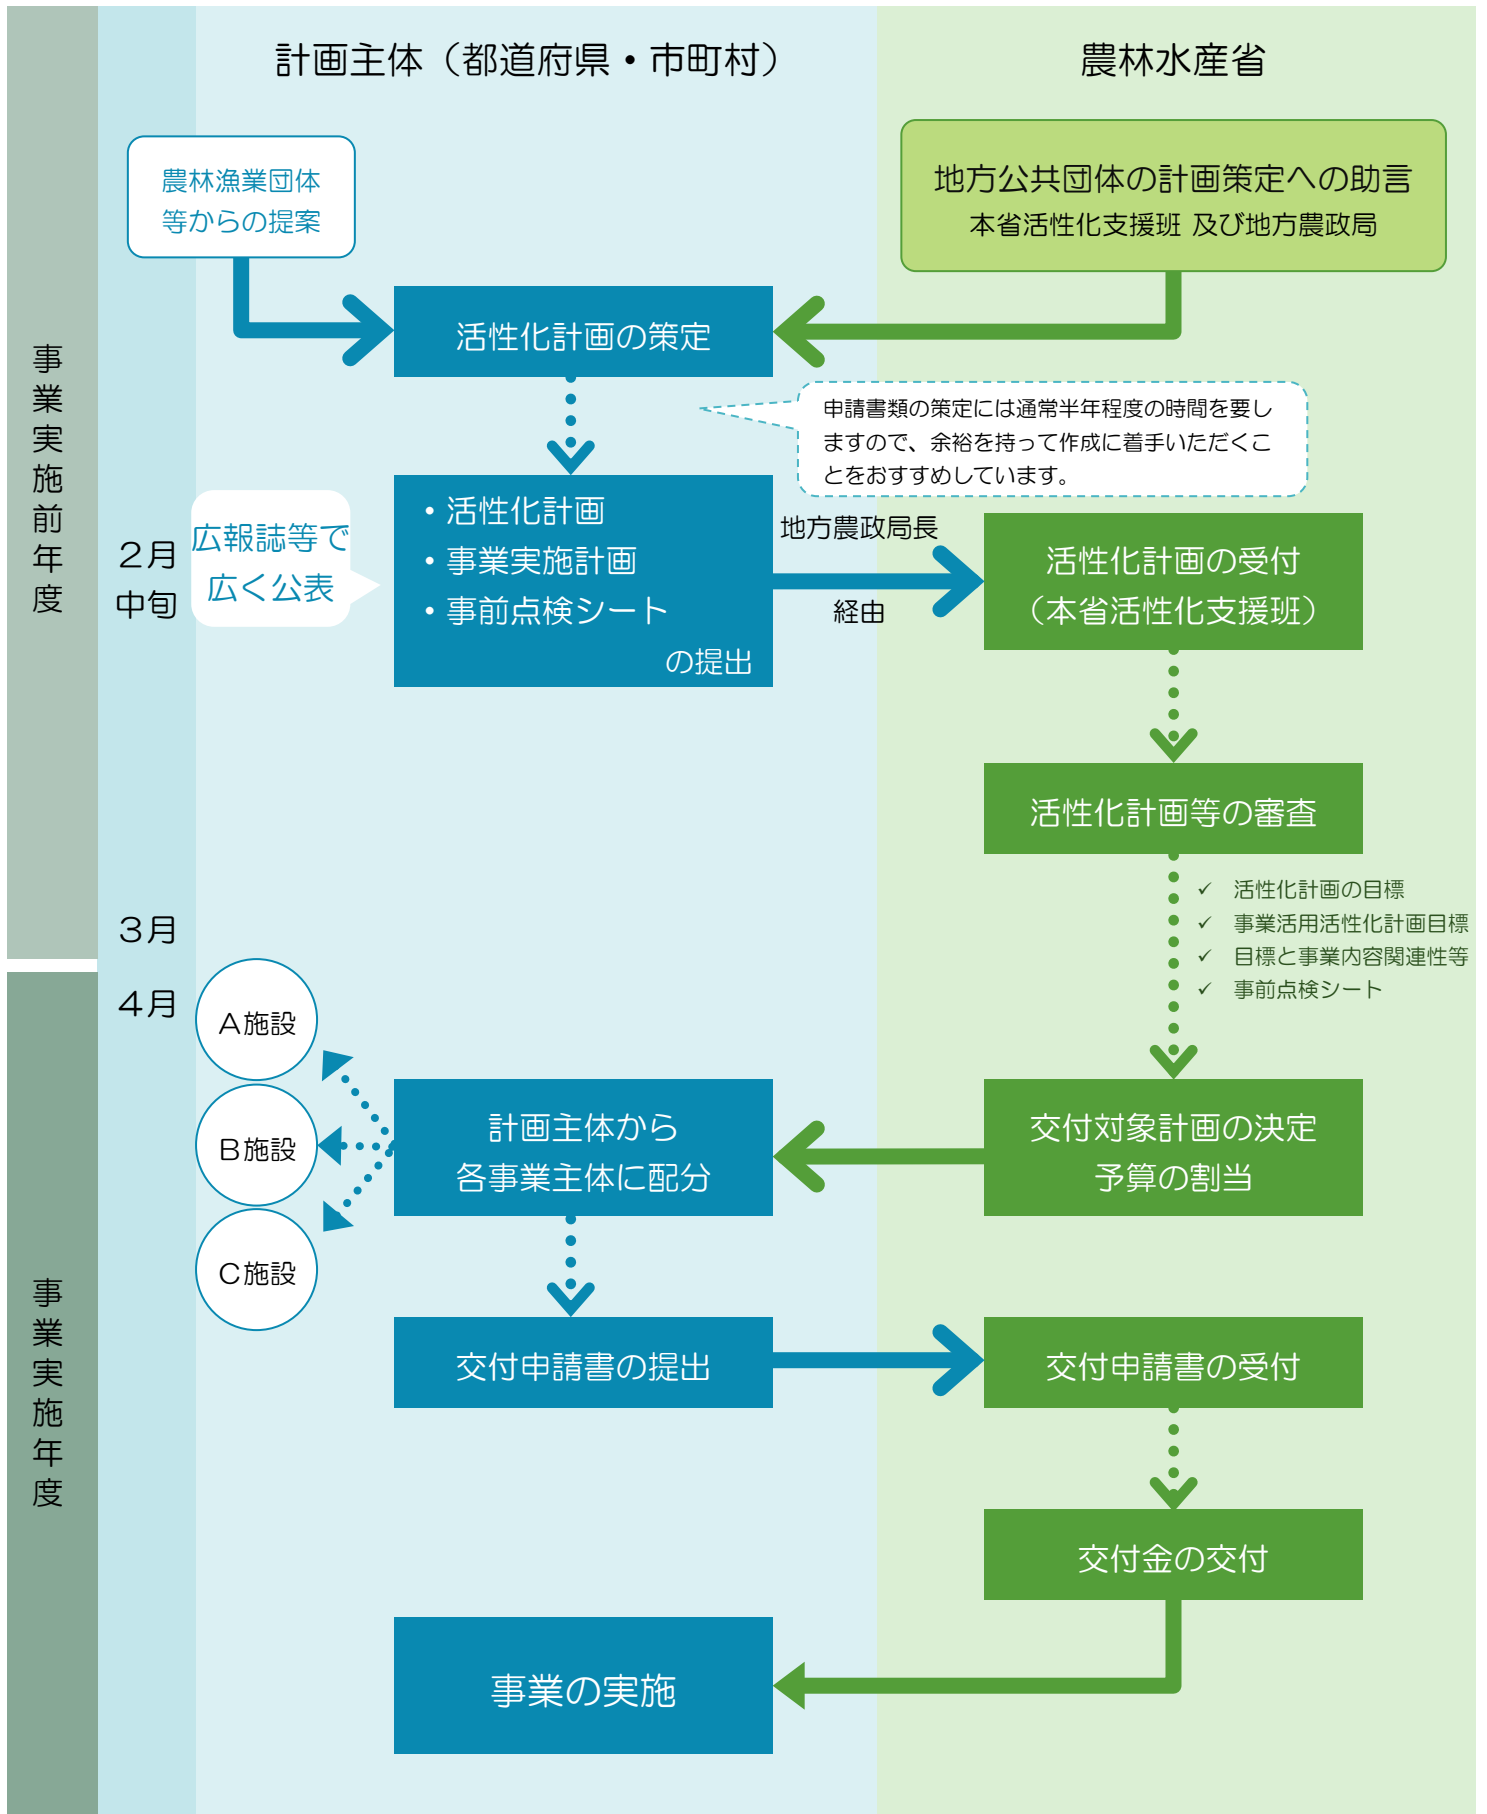 計画主体（都道府県・市町村）
農林水産省
農林漁業団体
等からの提案
地方公共団体の計画策定への助言
本省活性化支援班 及び地方農政局
活性化計画の策定
申請書類の策定には通常半年程度の時間を要し
ますので、余裕を持って作成に着手いただくこ
とをおすすめしています。
事業実施前年度
２月
中旬
広報誌等で
広く公表
・活性化計画
・事業実施計画
・事前点検シート
の提出
地方農政局長
経由
活性化計画の受付
（本省活性化支援班）
活性化計画等の審査
✓ 活性化計画の目標
✓ 事業活用活性化計画目標
✓ 目標と事業内容関連性等
✓ 事前点検シート
３月
４月
事業実施年度
Ａ施設
Ｂ施設
Ｃ施設
計画主体から
各事業主体に配分
交付対象計画の決定
予算の割当
交付申請書の提出
交付申請書の受付
交付金の交付
事業の実施